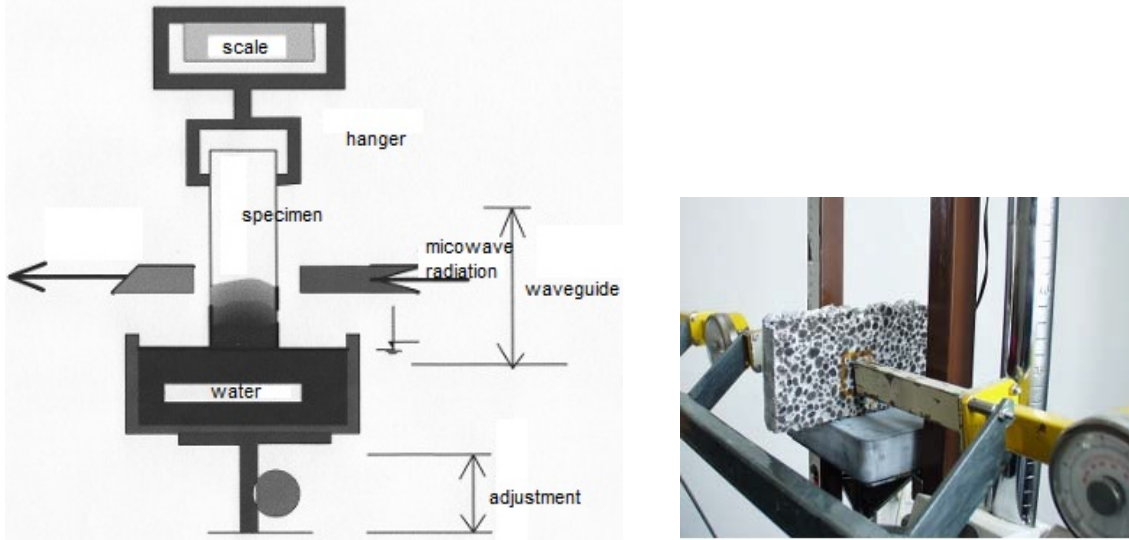 scale
hanger
specimen
micowave
radiation
waveguide
water
adjustment